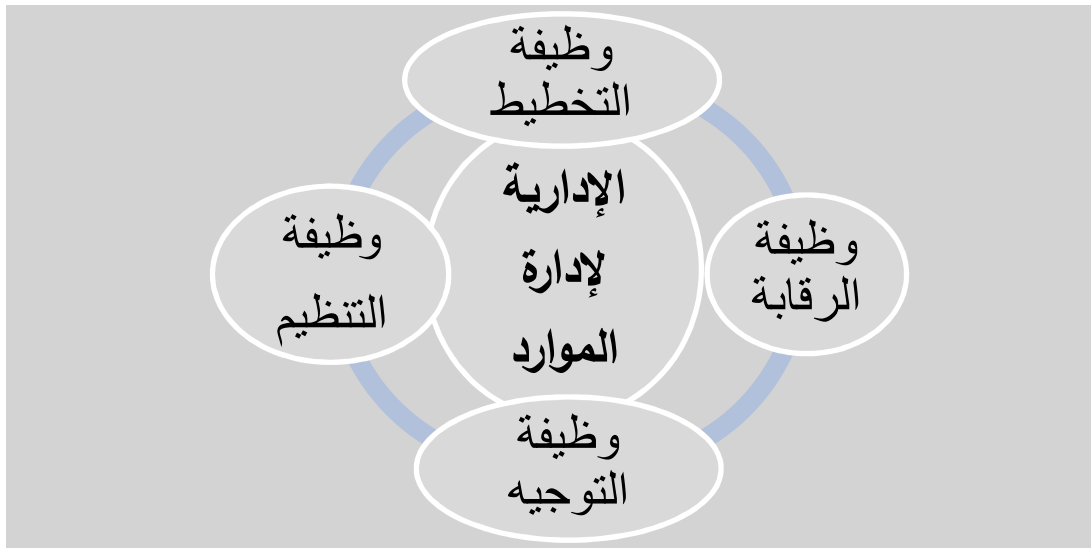 وظيفة
التخطيط
الإدارية
لإدارة
الموارد
وظيفة
الرقابة
وظيفة
التنظيم
وظيفة
التوجيه